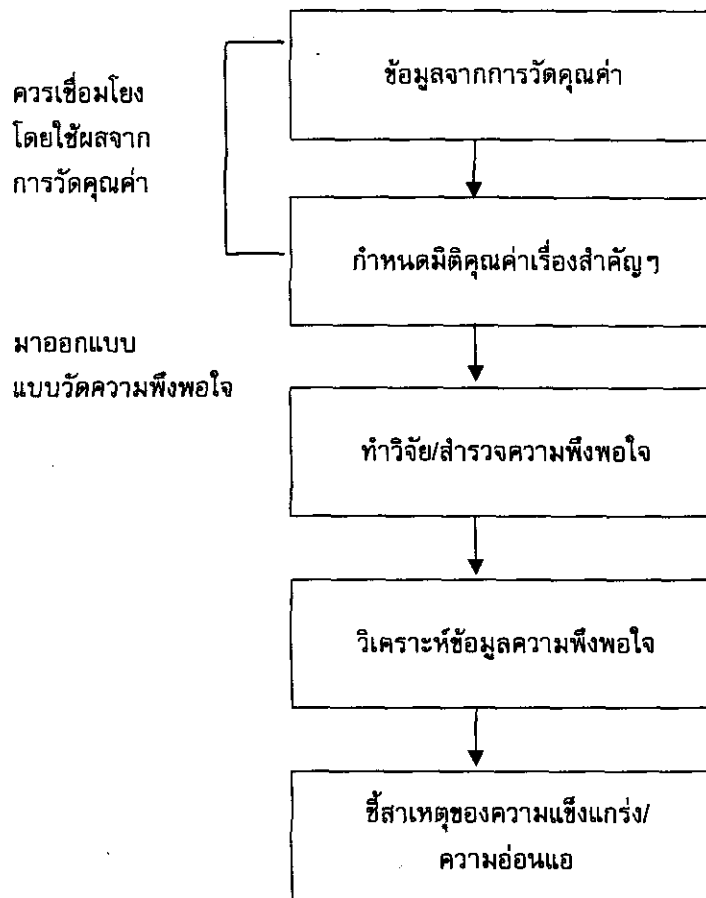 ข้อมูลจากการวัดคุณค่า
ควรเชื่อมโยง
โดยใช้ผลจาก
การวัดคุณค่า
กำหนดมิติคุณค่าเรื่องสำคัญๆ
มาออกแบบ
แบบวัดความพึงพอใจ
ทำวิจัย/สำรวจความพึงพอใจ
วิเคราะห์ข้อมูลความพึงพอใจ
ชี้สาเหตุของความแข็งแกร่ง/
ความอ่อนแอ